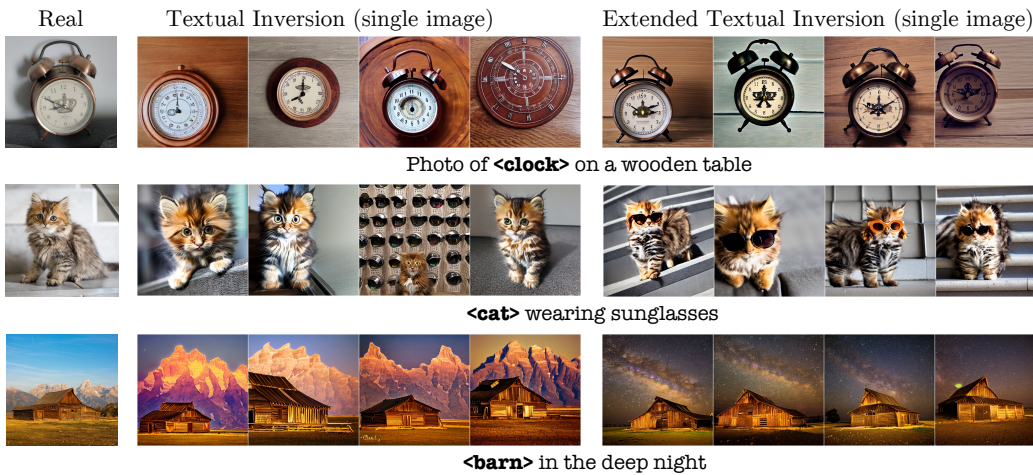 Real
Textual Inversion (single image)
Extended Textual Inversion (single image)
Photo of <clock> on a wooden table
<cat> wearing sunglasses
<barn> in the deep night